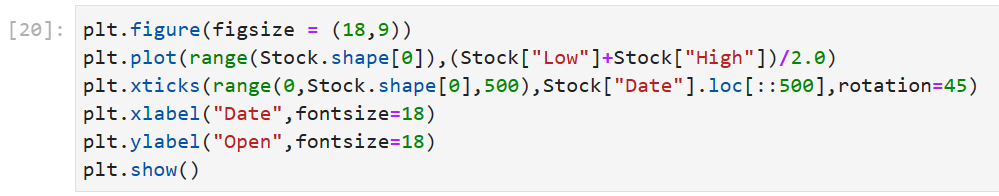 [20]: plt.figure(figsize = (18,9))
plt.plot(range(Stock.shape[0]),(Stock["Low"]+Stock["High"])/2.0)
plt.xticks(range(0,Stock.shape[0],500),Stock["Date"].loc[::500],rotation=45)
plt.xlabel("Date",fontsize=18)
plt.ylabel("Open",fontsize=18)
plt.show()